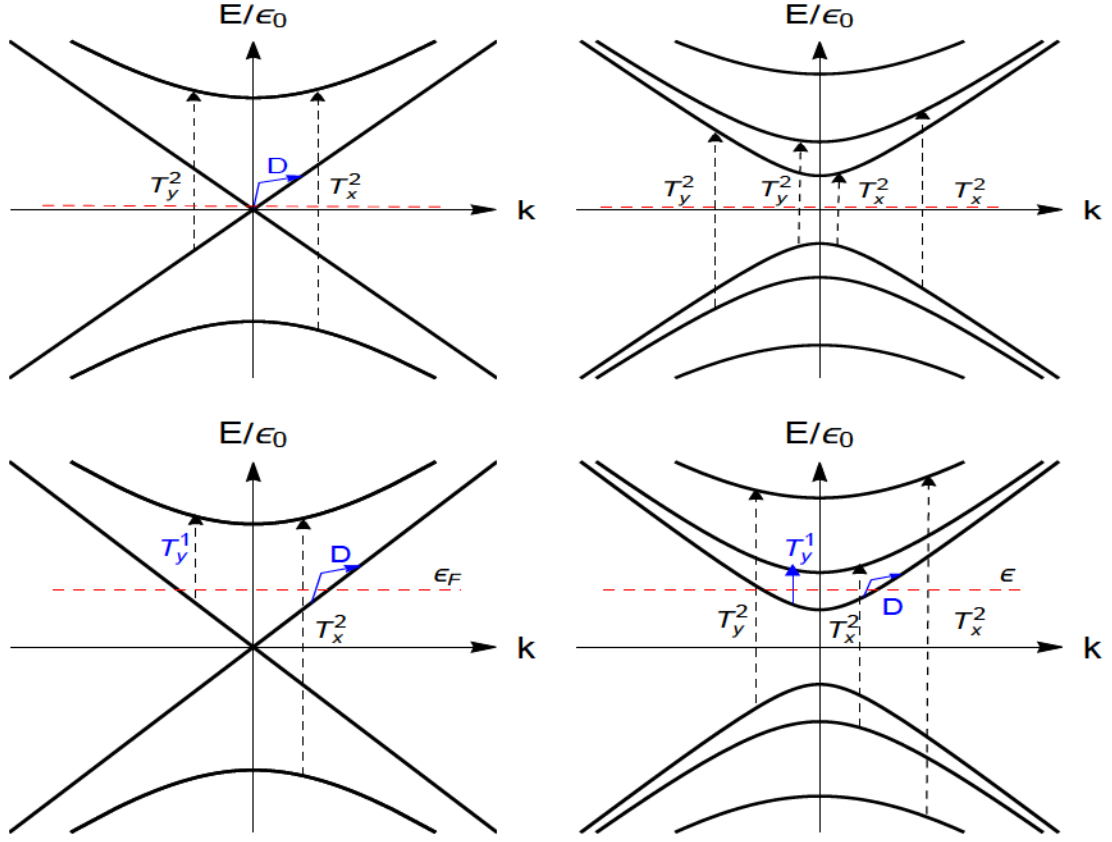 E/ϵ₀
D
T_y^2
T_x^2
k
E/ϵ₀
T_y^2
T_y^2
T_x^2
T_x^2
k
E/ϵ₀
T_y^1
D
ϵ_F
T_x^2
k
E/ϵ₀
T_y^1
ϵ
D
T_y^2
T_x^2
T_x^2
k